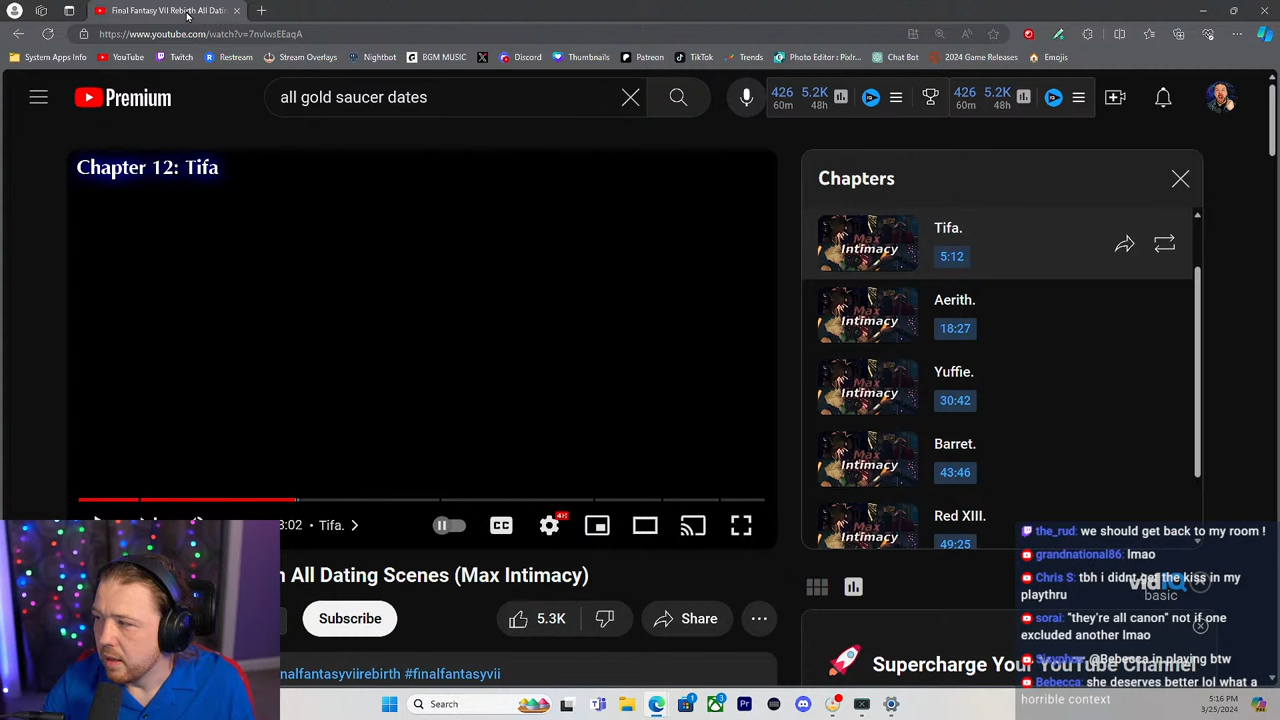 Final Fantasy VII Rebirth All Datin
https://www.youtube.com/watch?v=7nvlwsEEaqA
System Apps Info
YouTube
Twitch
Restream
Stream Overlays
Nightbot
BGM MUSIC
Discord
Thumbnails
Patreon
TikTok
Trends
Photo Editor : Pixlr...
Chat Bot
2024 Game Releases
Emojis
Premium
all gold saucer dates
426
60m
5.2K
48h
426
60m
5.2K
48h
Chapter 12: Tifa
Chapters
Max
Intimacy
Tifa.
5:12
Max
Intimacy
Aerith.
18:27
Max
Intimacy
Yuffie.
30:42
Max
Intimacy
Barret.
43:46
Max
Intimacy
Red XIII.
49:25
3:02 • Tifa.
CC
4K
All Dating Scenes (Max Intimacy)
Subscribe
5.3K
Share
nalfantasyviirebirth #finalfantasyvii
Supercharge Your YouTube Channel
vidIQ
basic
the_rud: we should get back to my room !
grandnational86: lmao
Chris S: tbh i didnt get the kiss in my
playthru
sorai: "they're all canon" not if one
excluded another lmao
@Bebecca in playing btw
Bebecca: she deserves better lol what a
horrible context
Search
Pr
5:16 PM
3/25/2024